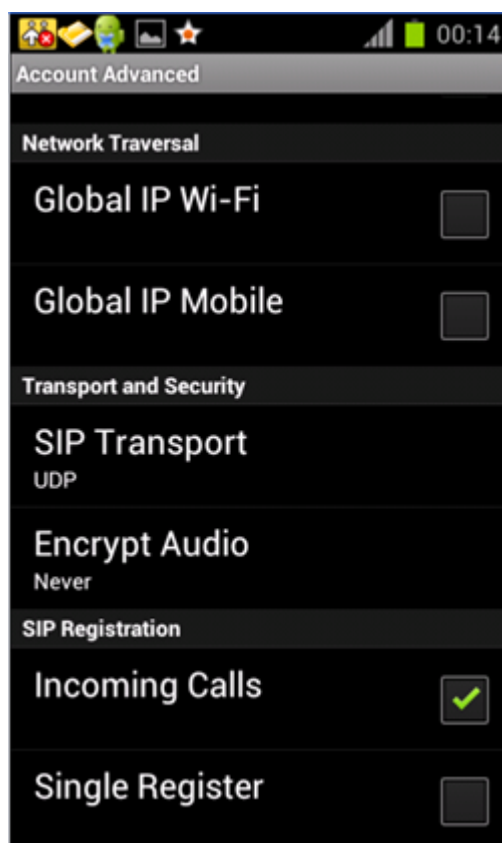 00:14
Account Advanced
Network Traversal
Global IP Wi-Fi
Global IP Mobile
Transport and Security
SIP Transport
UDP
Encrypt Audio
Never
SIP Registration
Incoming Calls
Single Register